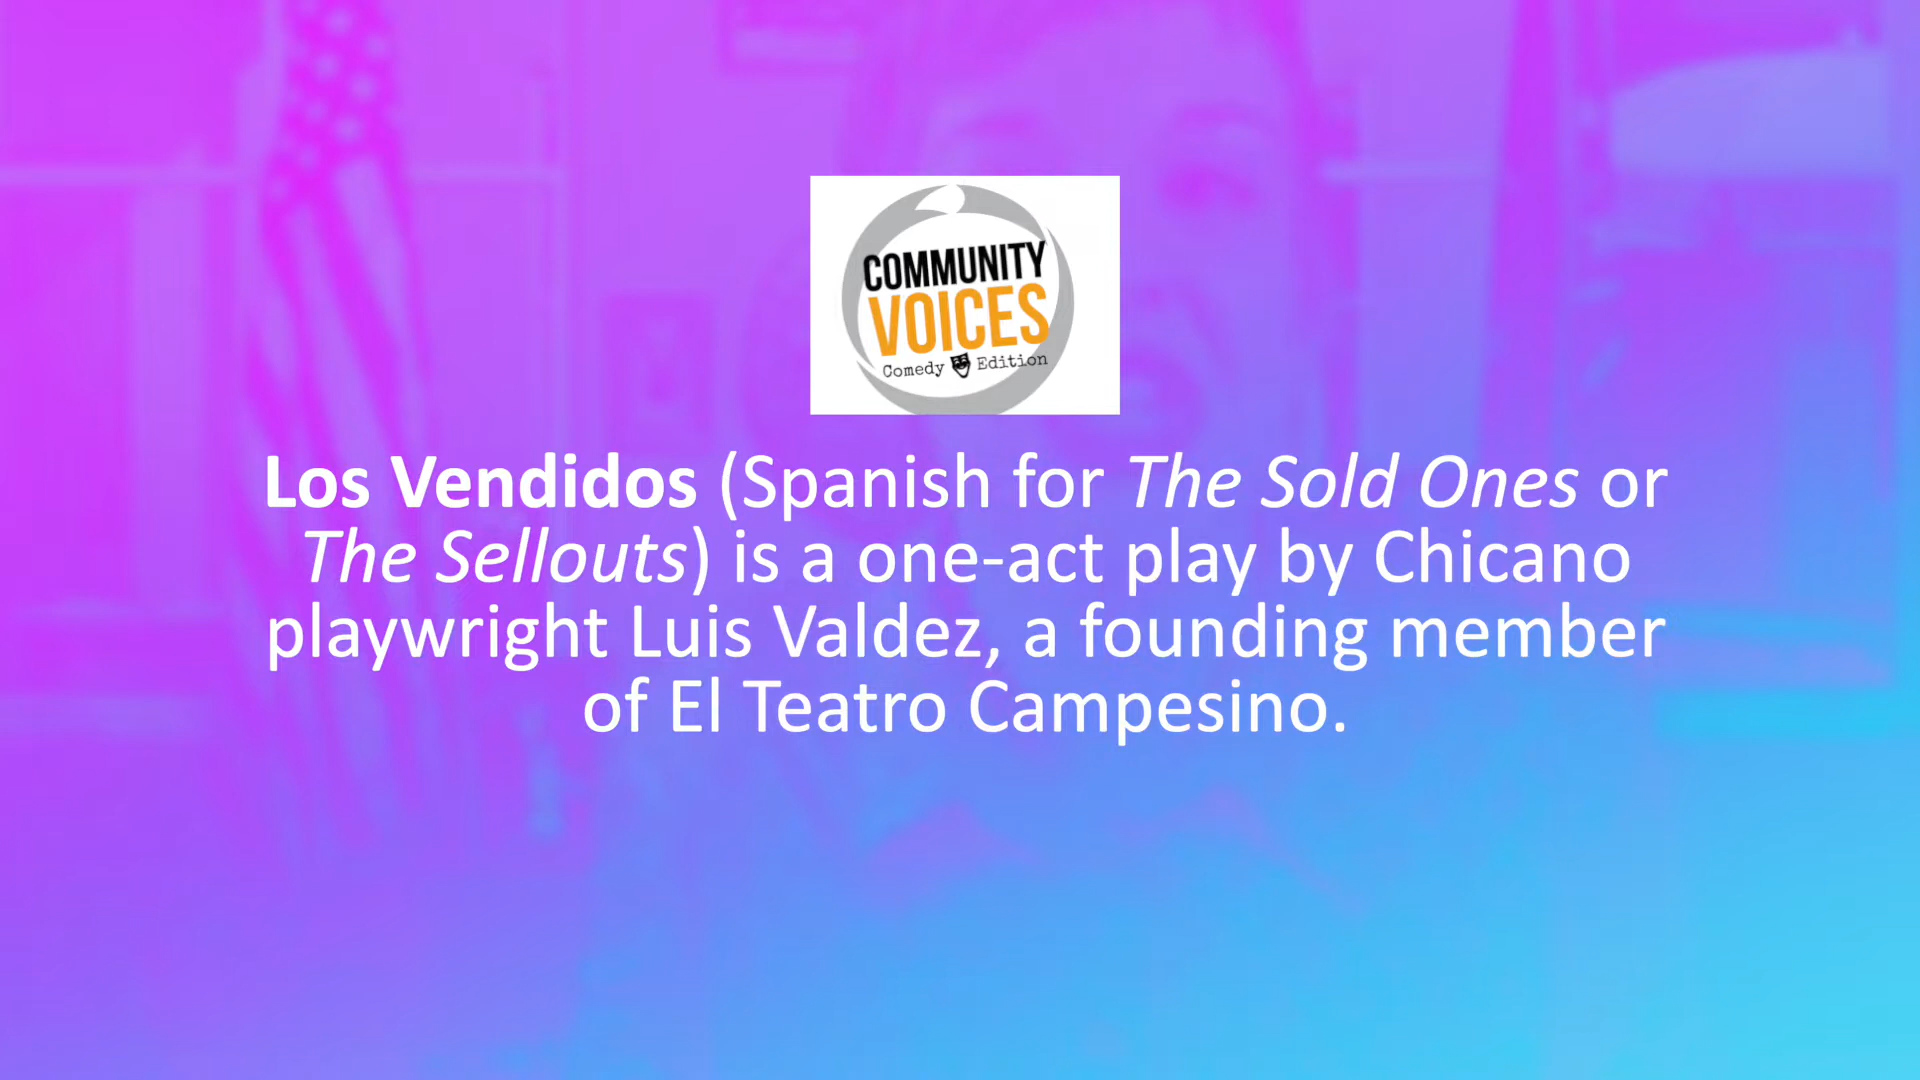 COMMUNITY
VOICES
Comedy Edition
Los Vendidos (Spanish for The Sold Ones or
The Sellouts) is a one-act play by Chicano
playwright Luis Valdez, a founding member
of El Teatro Campesino.